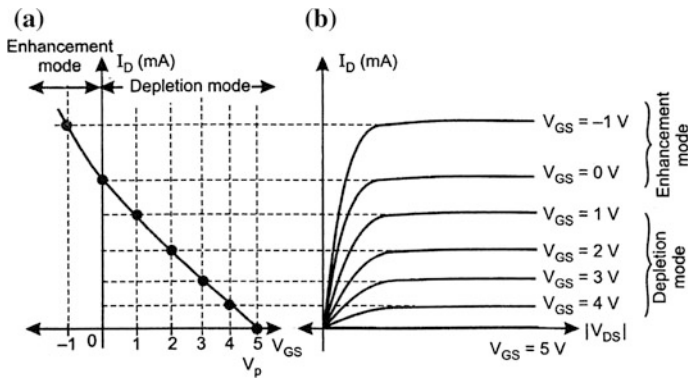 (a)
Enhancement
mode
I_D (mA)
Depletion mode
–1
0
1
2
3
4
5
V_GS
V_p
(b)
I_D (mA)
V_GS = –1 V
V_GS = 0 V
V_GS = 1 V
V_GS = 2 V
V_GS = 3 V
V_GS = 4 V
|V_DS|
V_GS = 5 V
Enhancement
mode
Depletion
mode